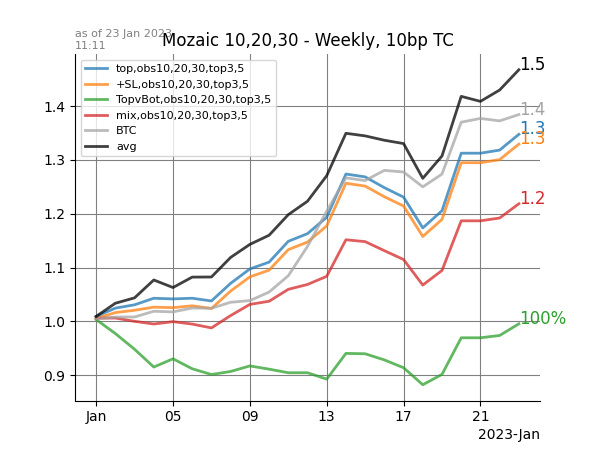 as of 23 Jan 2023
11:11
Mozaic 10,20,30 - Weekly, 10bp TC
top,obs10,20,30,top3,5
+SL,obs10,20,30,top3,5
TopvBot,obs10,20,30,top3,5
mix,obs10,20,30,top3,5
BTC
avg
1.5
1.4
1.3
1.3
1.2
100%
1.4
1.3
1.2
1.1
1.0
0.9
Jan 05 09 13 17 21
2023-Jan